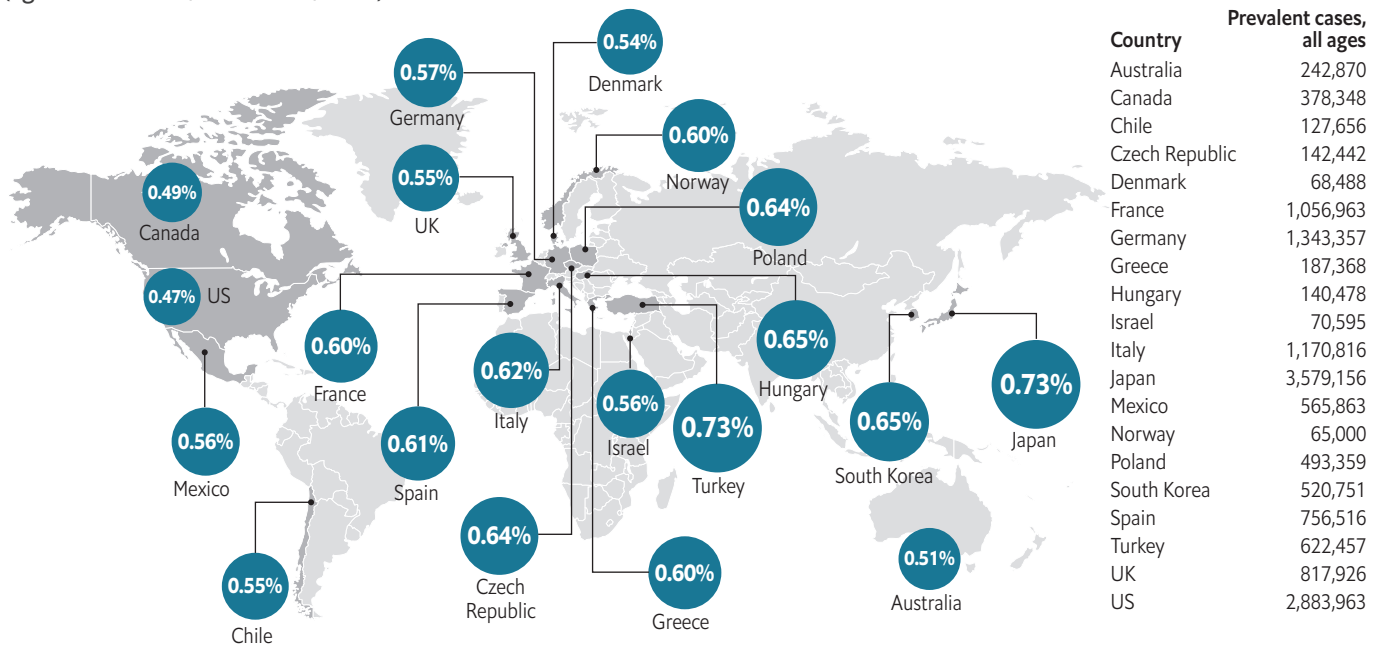 0.54%
Denmark
0.57%
Germany
0.60%
Norway
0.55%
UK
0.64%
Poland
0.49%
Canada
0.47% US
0.60%
France
0.62%
Italy
0.65%
Hungary
0.56%
Israel
0.73%
Turkey
0.65%
South Korea
0.73%
Japan
0.56%
Mexico
0.61%
Spain
0.64%
Czech
Republic
0.60%
Greece
0.51%
Australia
0.55%
Chile
Prevalent cases,
Country all ages
Australia 242,870
Canada 378,348
Chile 127,656
Czech Republic 142,442
Denmark 68,488
France 1,056,963
Germany 1,343,357
Greece 187,368
Hungary 140,478
Israel 70,595
Italy 1,170,816
Japan 3,579,156
Mexico 565,863
Norway 65,000
Poland 493,359
South Korea 520,751
Spain 756,516
Turkey 622,457
UK 817,926
US 2,883,963